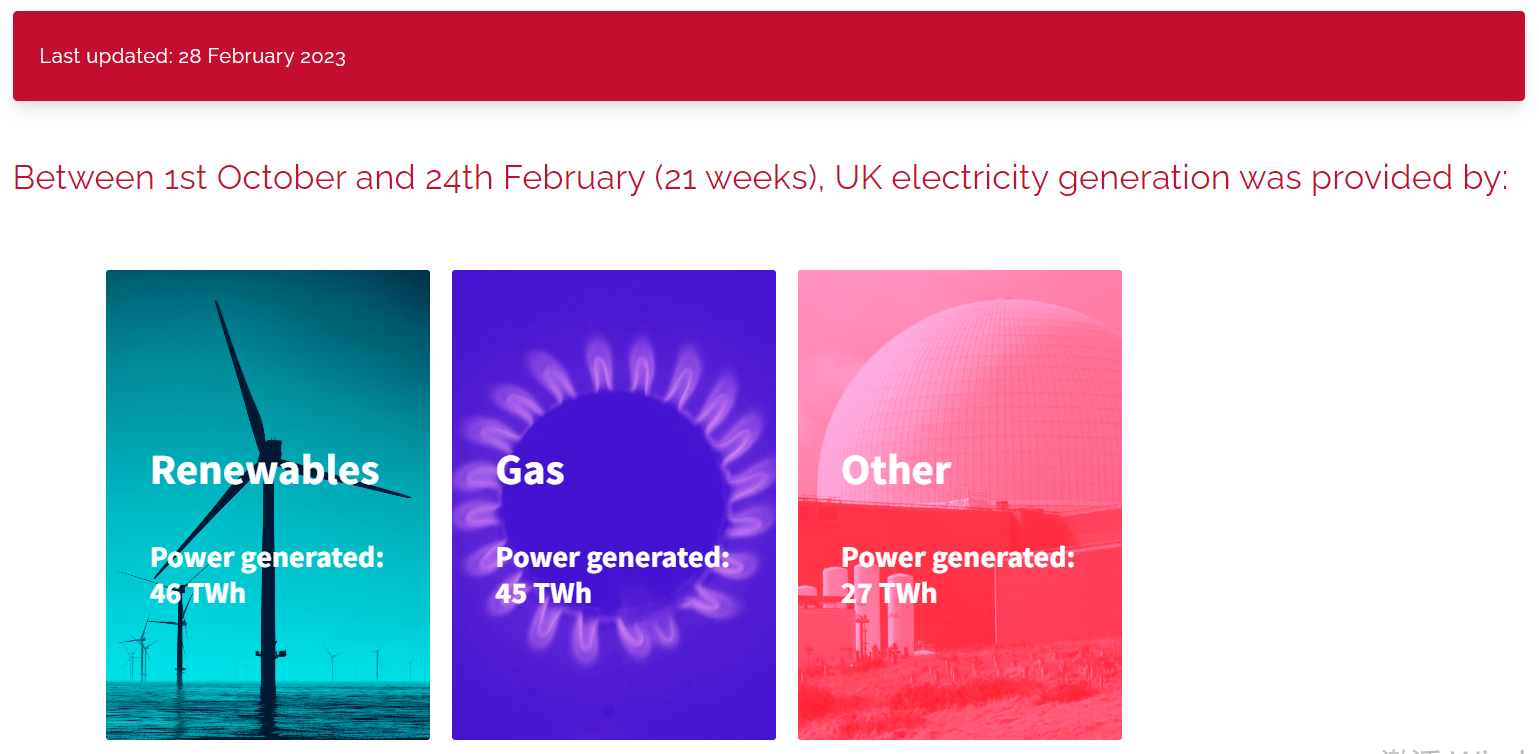 Last updated: 28 February 2023
Between 1st October and 24th February (21 weeks), UK electricity generation was provided by:
Renewables
Power generated:
46 TWh
Gas
Power generated:
45 TWh
Other
Power generated:
27 TWh